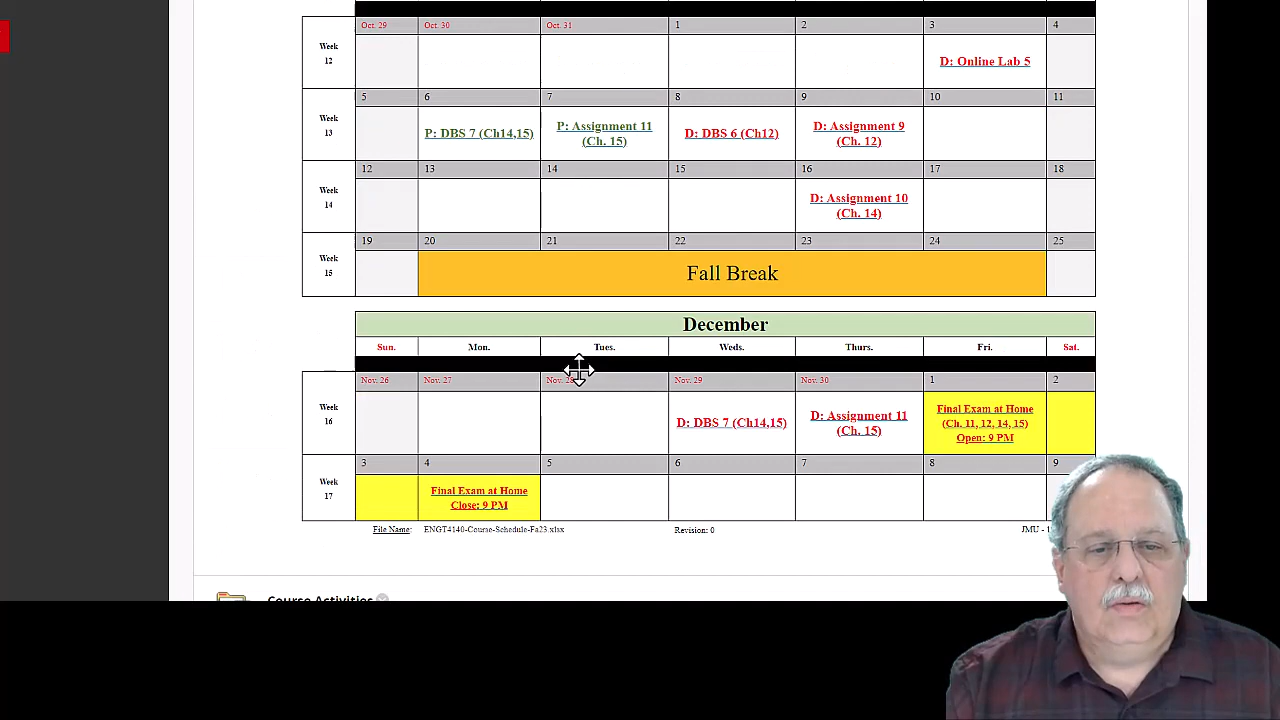 Oct. 29 Oct. 30 Oct. 31 1 2 3 4
Week
12
D: Online Lab 5
5 6 7 8 9 10 11
Week
13
P: DBS 7 (Ch14,15)
P: Assignment 11
(Ch. 15)
D: DBS 6 (Ch12)
D: Assignment 9
(Ch. 12)
12 13 14 15 16 17 18
Week
14
D: Assignment 10
(Ch. 14)
19 20 21 22 23 24 25
Week
15
Fall Break
December
Sun. Mon. Tues. Weds. Thurs. Fri. Sat.
Nov. 26 Nov. 27 Nov. 28 Nov. 29 Nov. 30 1 2
Week
16
D: DBS 7 (Ch14,15)
D: Assignment 11
(Ch. 15)
Final Exam at Home
(Ch. 11, 12, 14, 15)
Open: 9 PM
3 4 5 6 7 8 9
Week
17
Final Exam at Home
Close: 9 PM
File Name: ENGT4140-Course-Schedule-Fa23.xlsx Revision: 0 JMU -
Course Activities